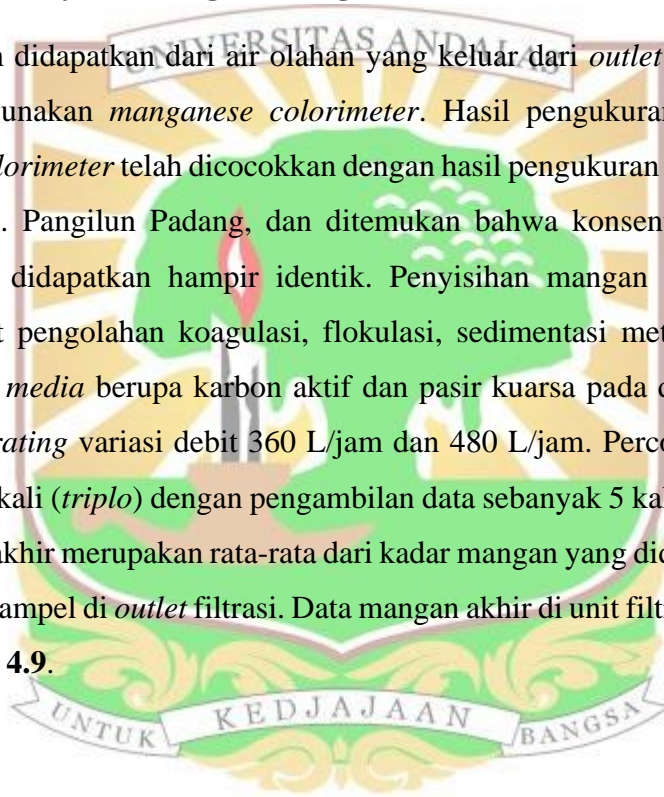 UNIVERSITAS ANDALAS
didapatkan dari air olahan yang keluar dari outlet
unakan manganese colorimeter. Hasil pengukuran
lorimeter telah dicocokkan dengan hasil pengukuran
. Pangilun Padang, dan ditemukan bahwa konsen
didapatkan hampir identik. Penyisihan mangan
t pengolahan koagulasi, flokulasi, sedimentasi met
media berupa karbon aktif dan pasir kuarsa pada
rating variasi debit 360 L/jam dan 480 L/jam. Perco
kali (triplo) dengan pengambilan data sebanyak 5 kal
akhir merupakan rata-rata dari kadar mangan yang did
ampel di outlet filtrasi. Data mangan akhir di unit filt
4.9.
UNTUK KEDJAJAAN BANGSA